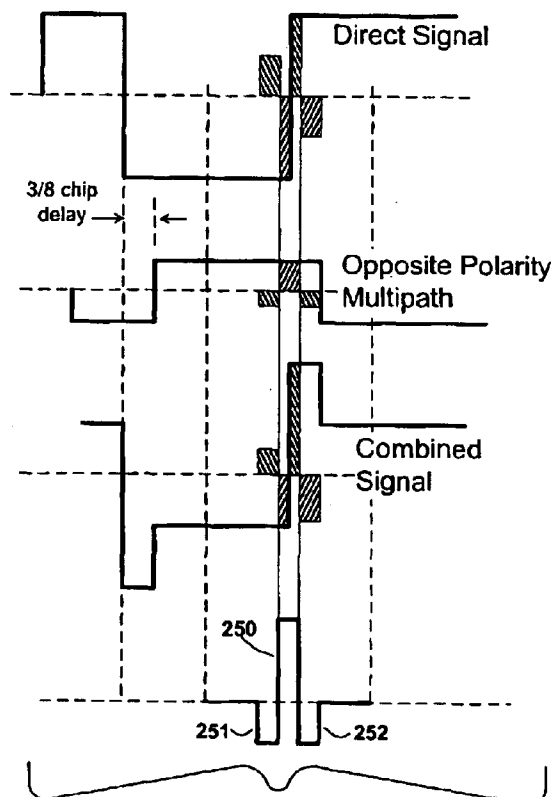 Direct Signal
3/8 chip
delay
Opposite Polarity
Multipath
Combined
Signal
250
251
252